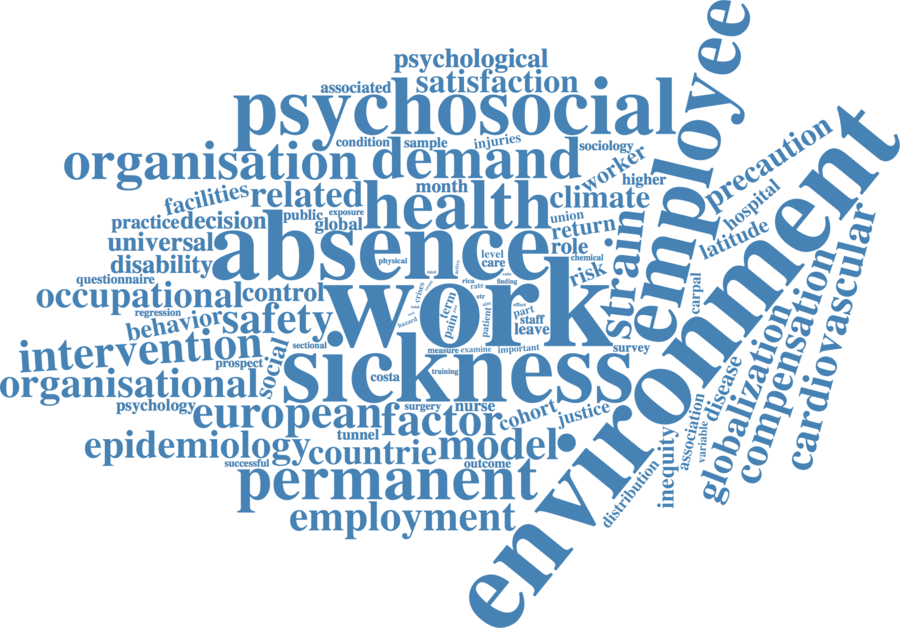 psychological
associated
satisfaction
psychosocial
employee
condition
sample
injuries
sociology
organisation
demand
worker
precaution
environment
facilities
related
month
health
climate
higher
hospital
practice
decision
public
exposure
global
union
return
latitude
universal
absence
role
strain
disability
physical
level
care
chemical
risk
carpal
cardiovascular
questionnaire
occupational
control
work
crises
rica
rate
finding
term
str
pain
patient
part
staff
leave
hazard
regression
behavior
safety
compensation
intervention
social
sectional
measure
examine
important
survey
globalization
prospect
sickness
costa
training
disease
organisational
psychology
european
factor
surgery
nurse
cohort
justice
association
variable
inequity
tunnel
epidemiology
countrie
model
distribution
successful
outcome
permanent
employment